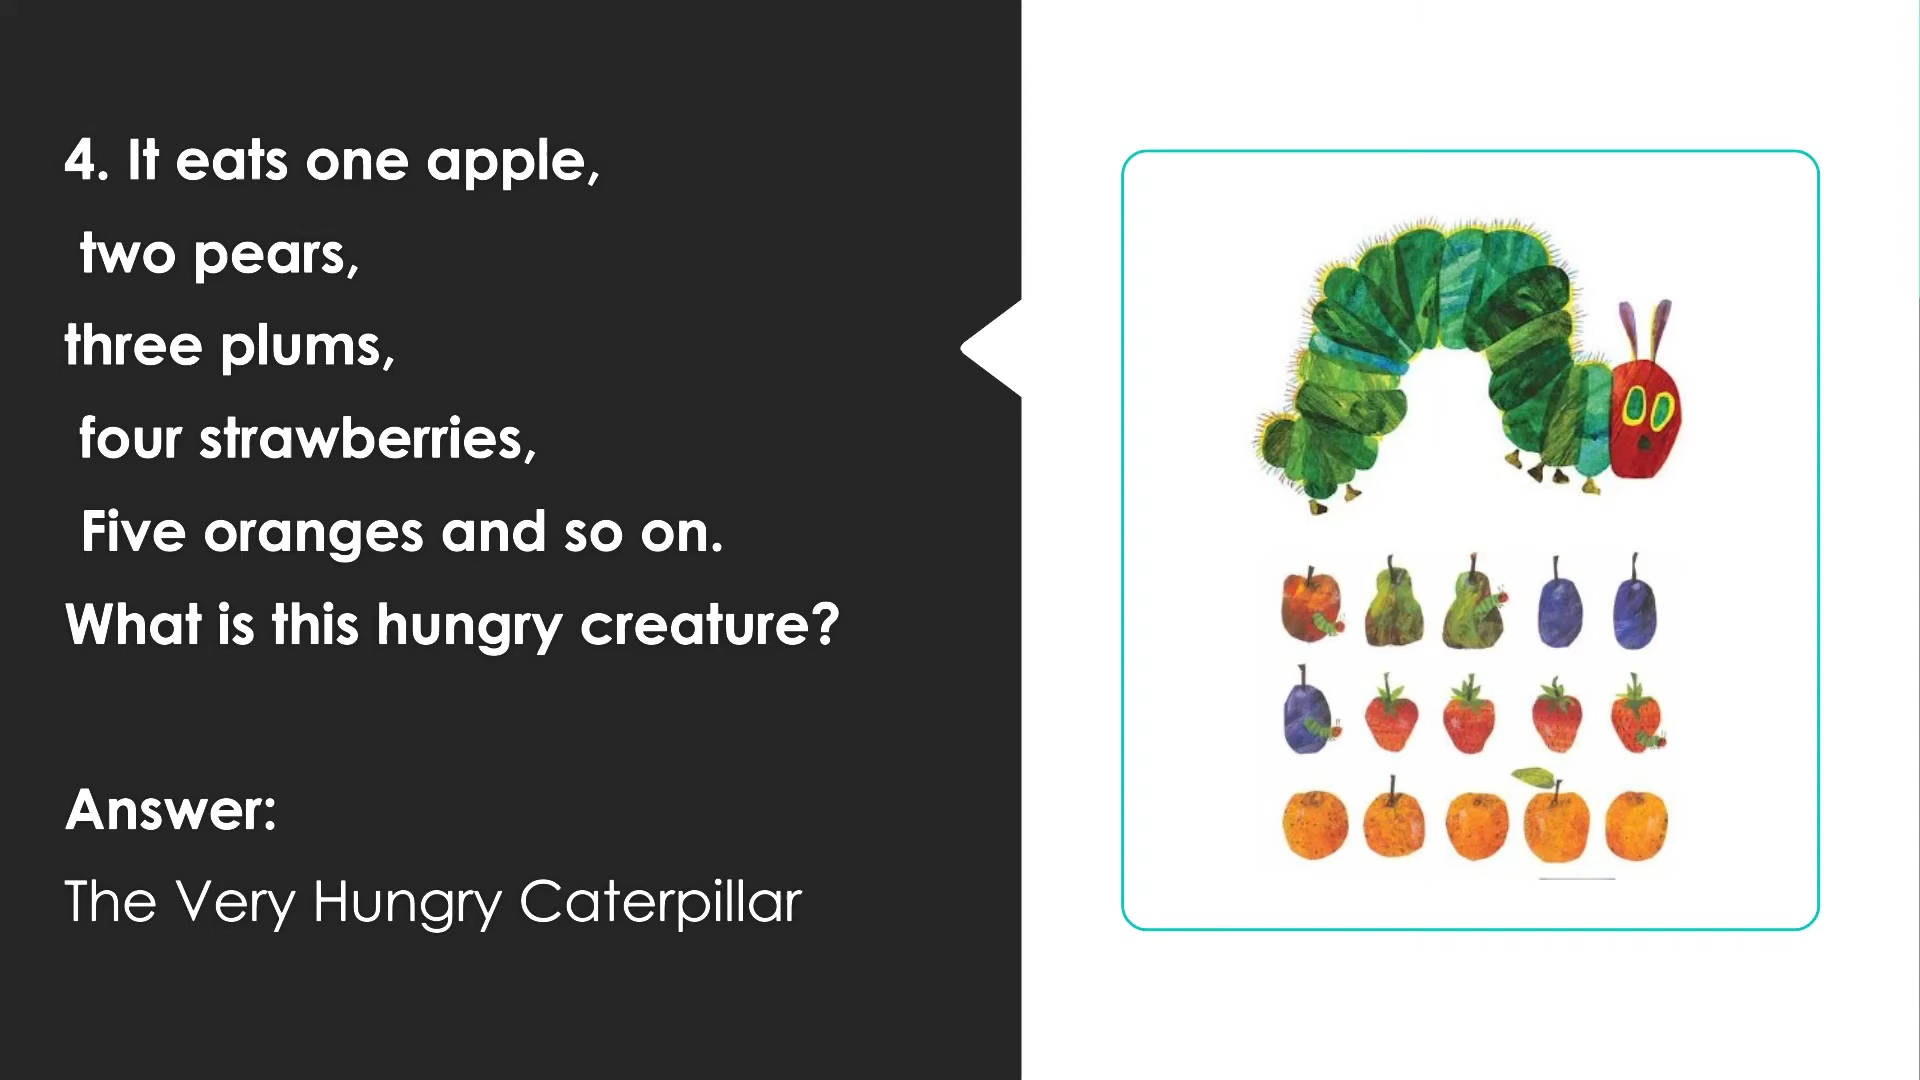 4. It eats one apple,
two pears,
three plums,
four strawberries,
Five oranges and so on.
What is this hungry creature?
Answer:
The Very Hungry Caterpillar